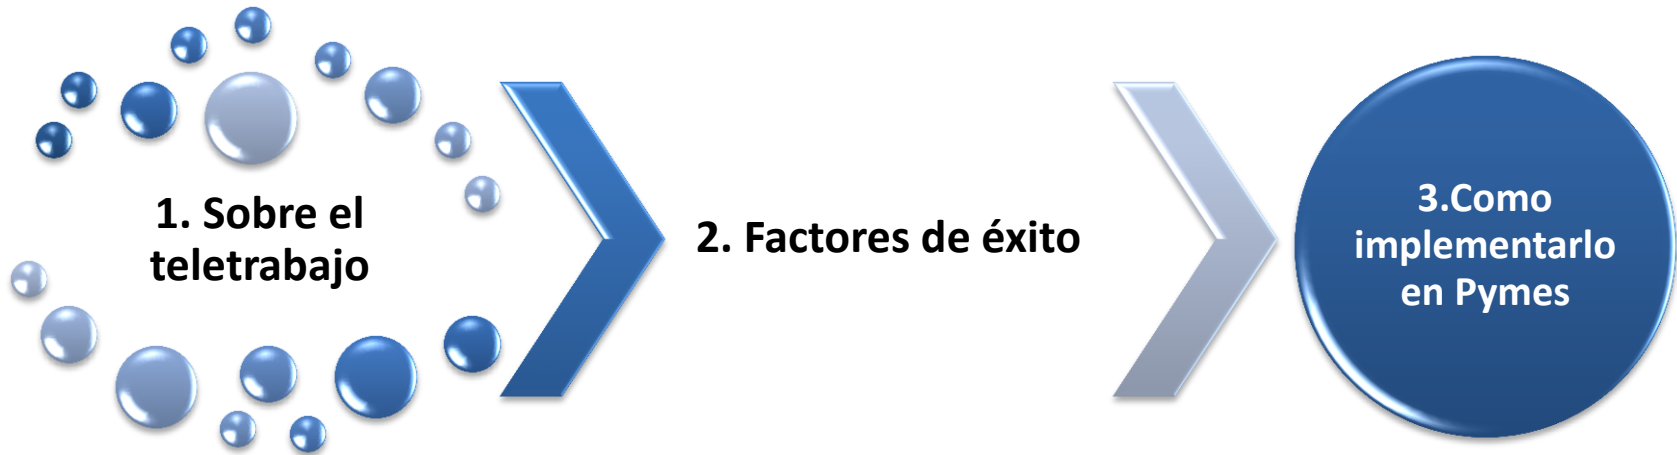 1. Sobre el
teletrabajo
2. Factores de éxito
3.Como
implementarlo
en Pymes